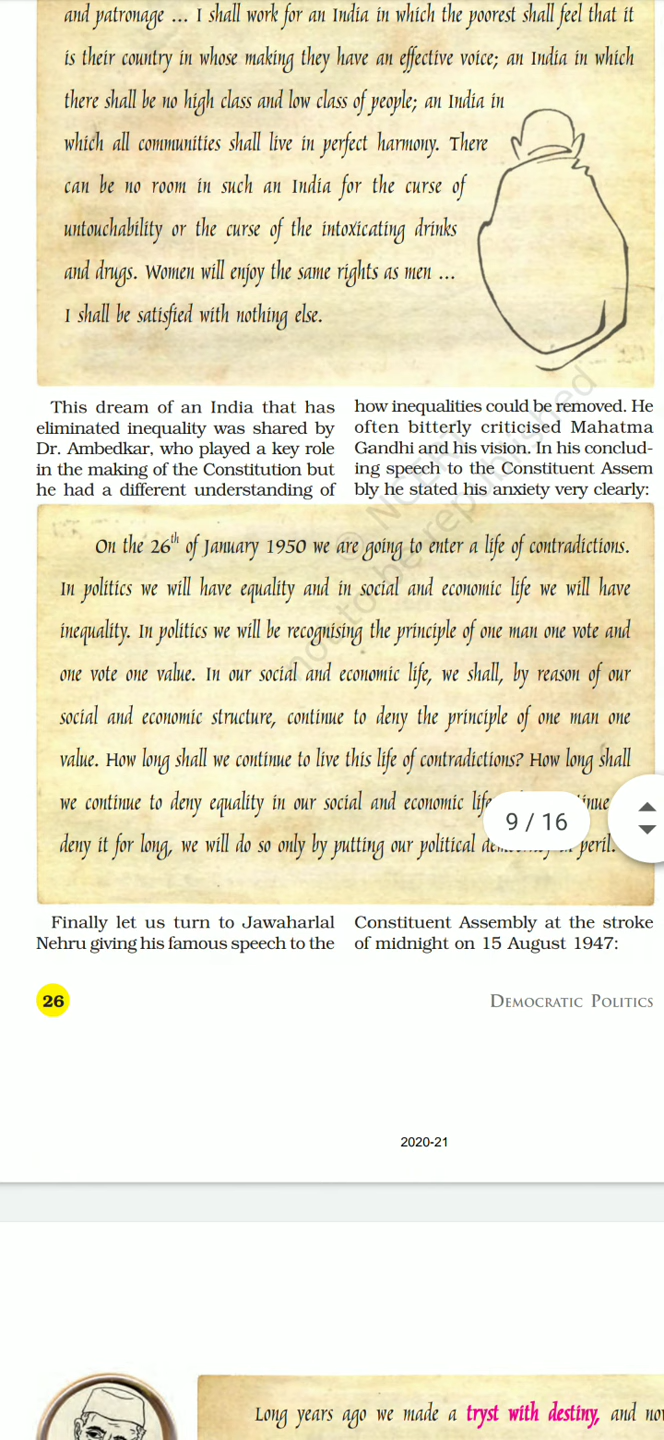 and patronage ... I shall work for an India in which the poorest shall feel that it
is their country in whose making they have an effective voice; an India in which
there shall be no high class and low class of people; an India in
which all communities shall live in perfect harmony. There
can be no room in such an India for the curse of
untouchability or the curse of the intoxicating drinks
and drugs. Women will enjoy the same rights as men ...
I shall be satisfied with nothing else.
This dream of an India that has
eliminated inequality was shared by
Dr. Ambedkar, who played a key role
in the making of the Constitution but
he had a different understanding of
how inequalities could be removed. He
often bitterly criticised Mahatma
Gandhi and his vision. In his conclud-
ing speech to the Constituent Assem
bly he stated his anxiety very clearly:
© NCERT
not to be republished
On the 26th of January 1950 we are going to enter a life of contradictions.
In politics we will have equality and in social and economic life we will have
inequality. In politics we will be recognising the principle of one man one vote and
one vote one value. In our social and economic life, we shall, by reason of our
social and economic structure, continue to deny the principle of one man one
value. How long shall we continue to live this life of contradictions? How long shall
we continue to deny equality in our social and economic
deny it for long, we will do so only by putting our political peril.
9 / 16
Finally let us turn to Jawaharlal
Nehru giving his famous speech to the
Constituent Assembly at the stroke
of midnight on 15 August 1947:
26
DEMOCRATIC POLITICS
2020-21
Long years ago we made a tryst with destiny, and